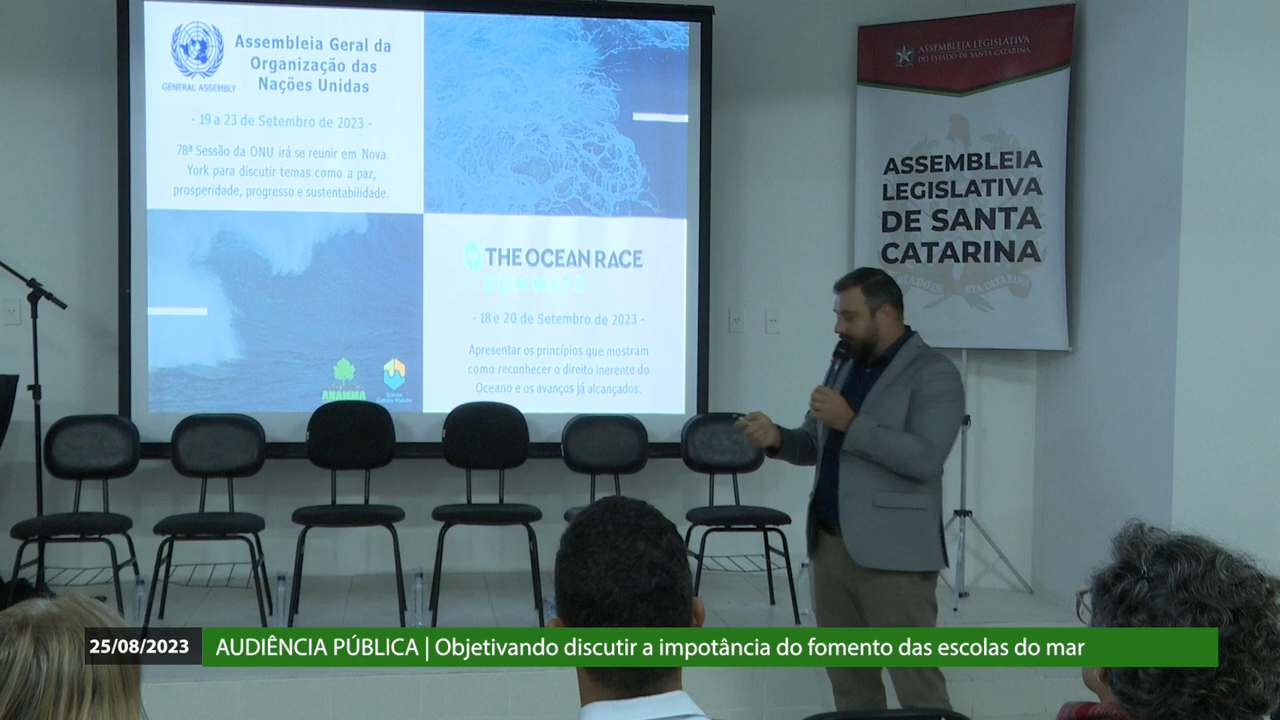 Assembleia Geral da
Organização das
Nações Unidas
GENERAL ASSEMBLY
- 19 a 23 de Setembro de 2023 -
78ª Sessão da ONU irá se reunir em Nova
York para discutir temas como a paz,
prosperidade, progresso e sustentabilidade.
THE OCEAN RACE
SUMMITS
- 18 e 20 de Setembro de 2023 -
Apresentar os princípios que mostram
como reconhecer o direito inerente do
Oceano e os avanços já alcançados.
ANAMMA
ASSEMBLEIA LEGISLATIVA
DO ESTADO DE SANTA CATARINA
ASSEMBLEIA
LEGISLATIVA
DE SANTA
CATARINA
25/08/2023
AUDIÊNCIA PÚBLICA | Objetivando discutir a impotância do fomento das escolas do mar